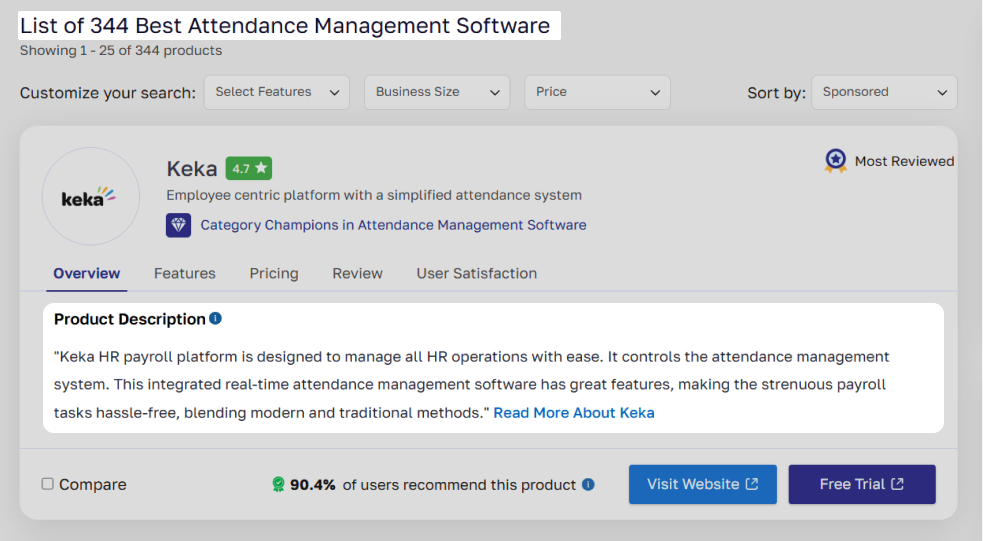 List of 344 Best Attendance Management Software
Showing 1 - 25 of 344 products
Customize your search: Select Features Business Size Price Sort by: Sponsored
keka
Keka 4.7
Most Reviewed
Employee centric platform with a simplified attendance system
Category Champions in Attendance Management Software
Overview Features Pricing Review User Satisfaction
Product Description
"Keka HR payroll platform is designed to manage all HR operations with ease. It controls the attendance management
system. This integrated real-time attendance management software has great features, making the strenuous payroll
tasks hassle-free, blending modern and traditional methods." Read More About Keka
Compare 90.4% of users recommend this product Visit Website Free Trial